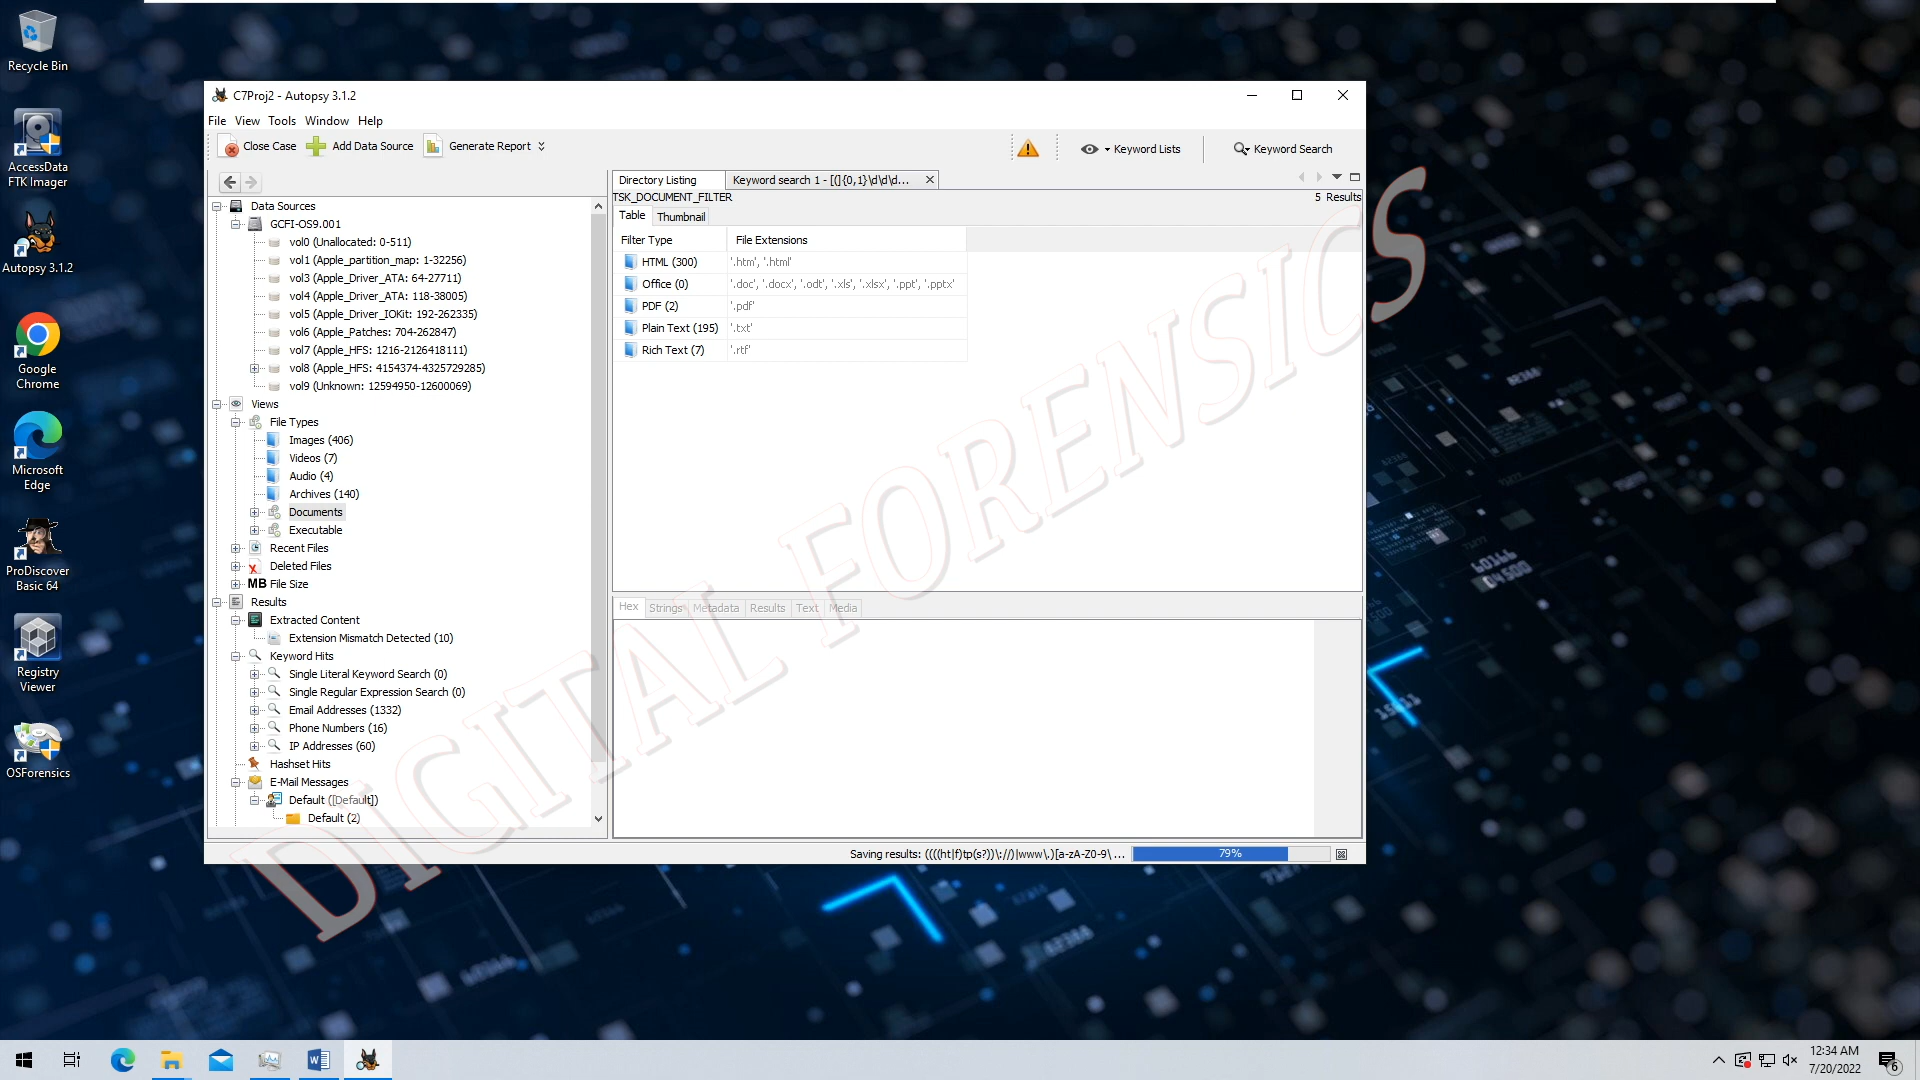 Recycle Bin
AccessData
FTK Imager
Autopsy 3.1.2
Google
Chrome
Microsoft
Edge
ProDiscover
Basic 64
Registry
Viewer
OSForensics
C7Proj2 - Autopsy 3.1.2
File View Tools Window Help
Close Case Add Data Source Generate Report
Keyword Lists Keyword Search
Data Sources
GCFI-OS9.001
vol0 (Unallocated: 0-511)
vol1 (Apple_partition_map: 1-32256)
vol3 (Apple_Driver_ATA: 64-27711)
vol4 (Apple_Driver_ATA: 118-38005)
vol5 (Apple_Driver_IOKit: 192-262335)
vol6 (Apple_Patches: 704-262847)
vol7 (Apple_HFS: 1216-2126418111)
vol8 (Apple_HFS: 4154374-4325729285)
vol9 (Unknown: 12594950-12600069)
Views
File Types
Images (406)
Videos (7)
Audio (4)
Archives (140)
Documents
Executable
Recent Files
Deleted Files
MB File Size
Results
Extracted Content
Extension Mismatch Detected (10)
Keyword Hits
Single Literal Keyword Search (0)
Single Regular Expression Search (0)
Email Addresses (1332)
Phone Numbers (16)
IP Addresses (60)
Hashset Hits
E-Mail Messages
Default ([Default])
Default (2)
Directory Listing Keyword search 1 - [(]{0,1}\d\d\d...
TSK_DOCUMENT_FILTER 5 Results
Table Thumbnail
Filter Type File Extensions
HTML (300) '.htm', '.html'
Office (0) '.doc', '.docx', '.odt', '.xls', '.xlsx', '.ppt', '.pptx'
PDF (2) '.pdf'
Plain Text (195) '.txt'
Rich Text (7) '.rtf'
Hex Strings Metadata Results Text Media
Saving results: ((((ht|f)tp(s?))\://)|www\.)[a-zA-Z0-9\ ... 79%
DIGITAL FORENSICS
12:34 AM
7/20/2022
6